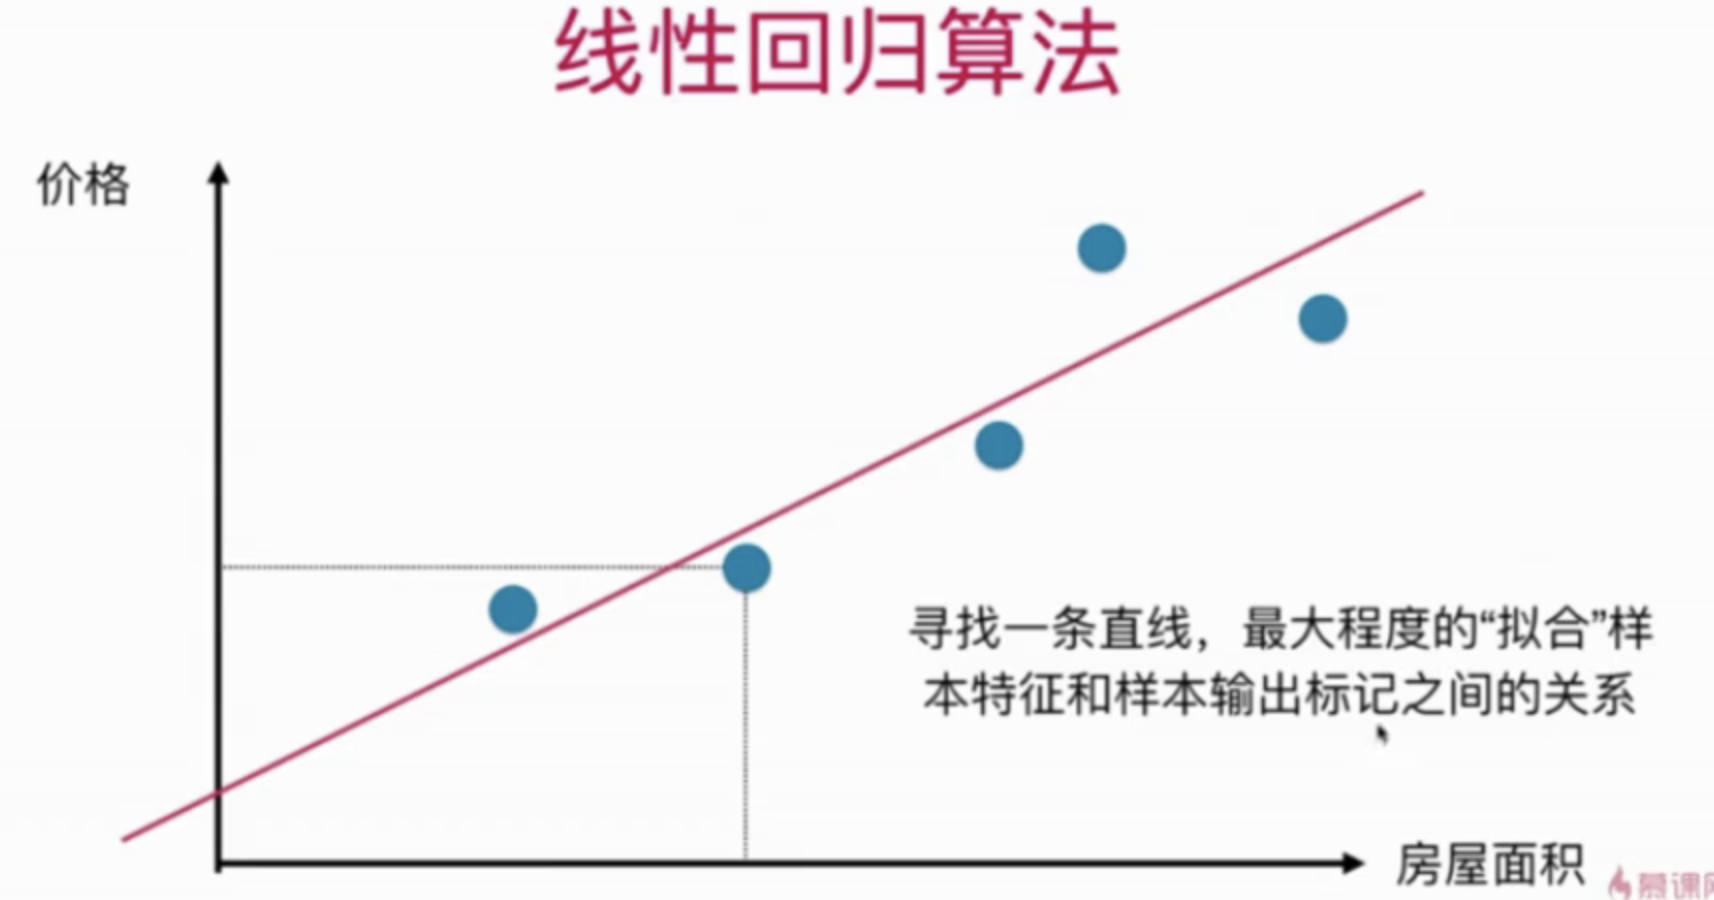 线性回归算法
价格
寻找一条直线，最大程度的“拟合”样
本特征和样本输出标记之间的关系
房屋面积
慕课网